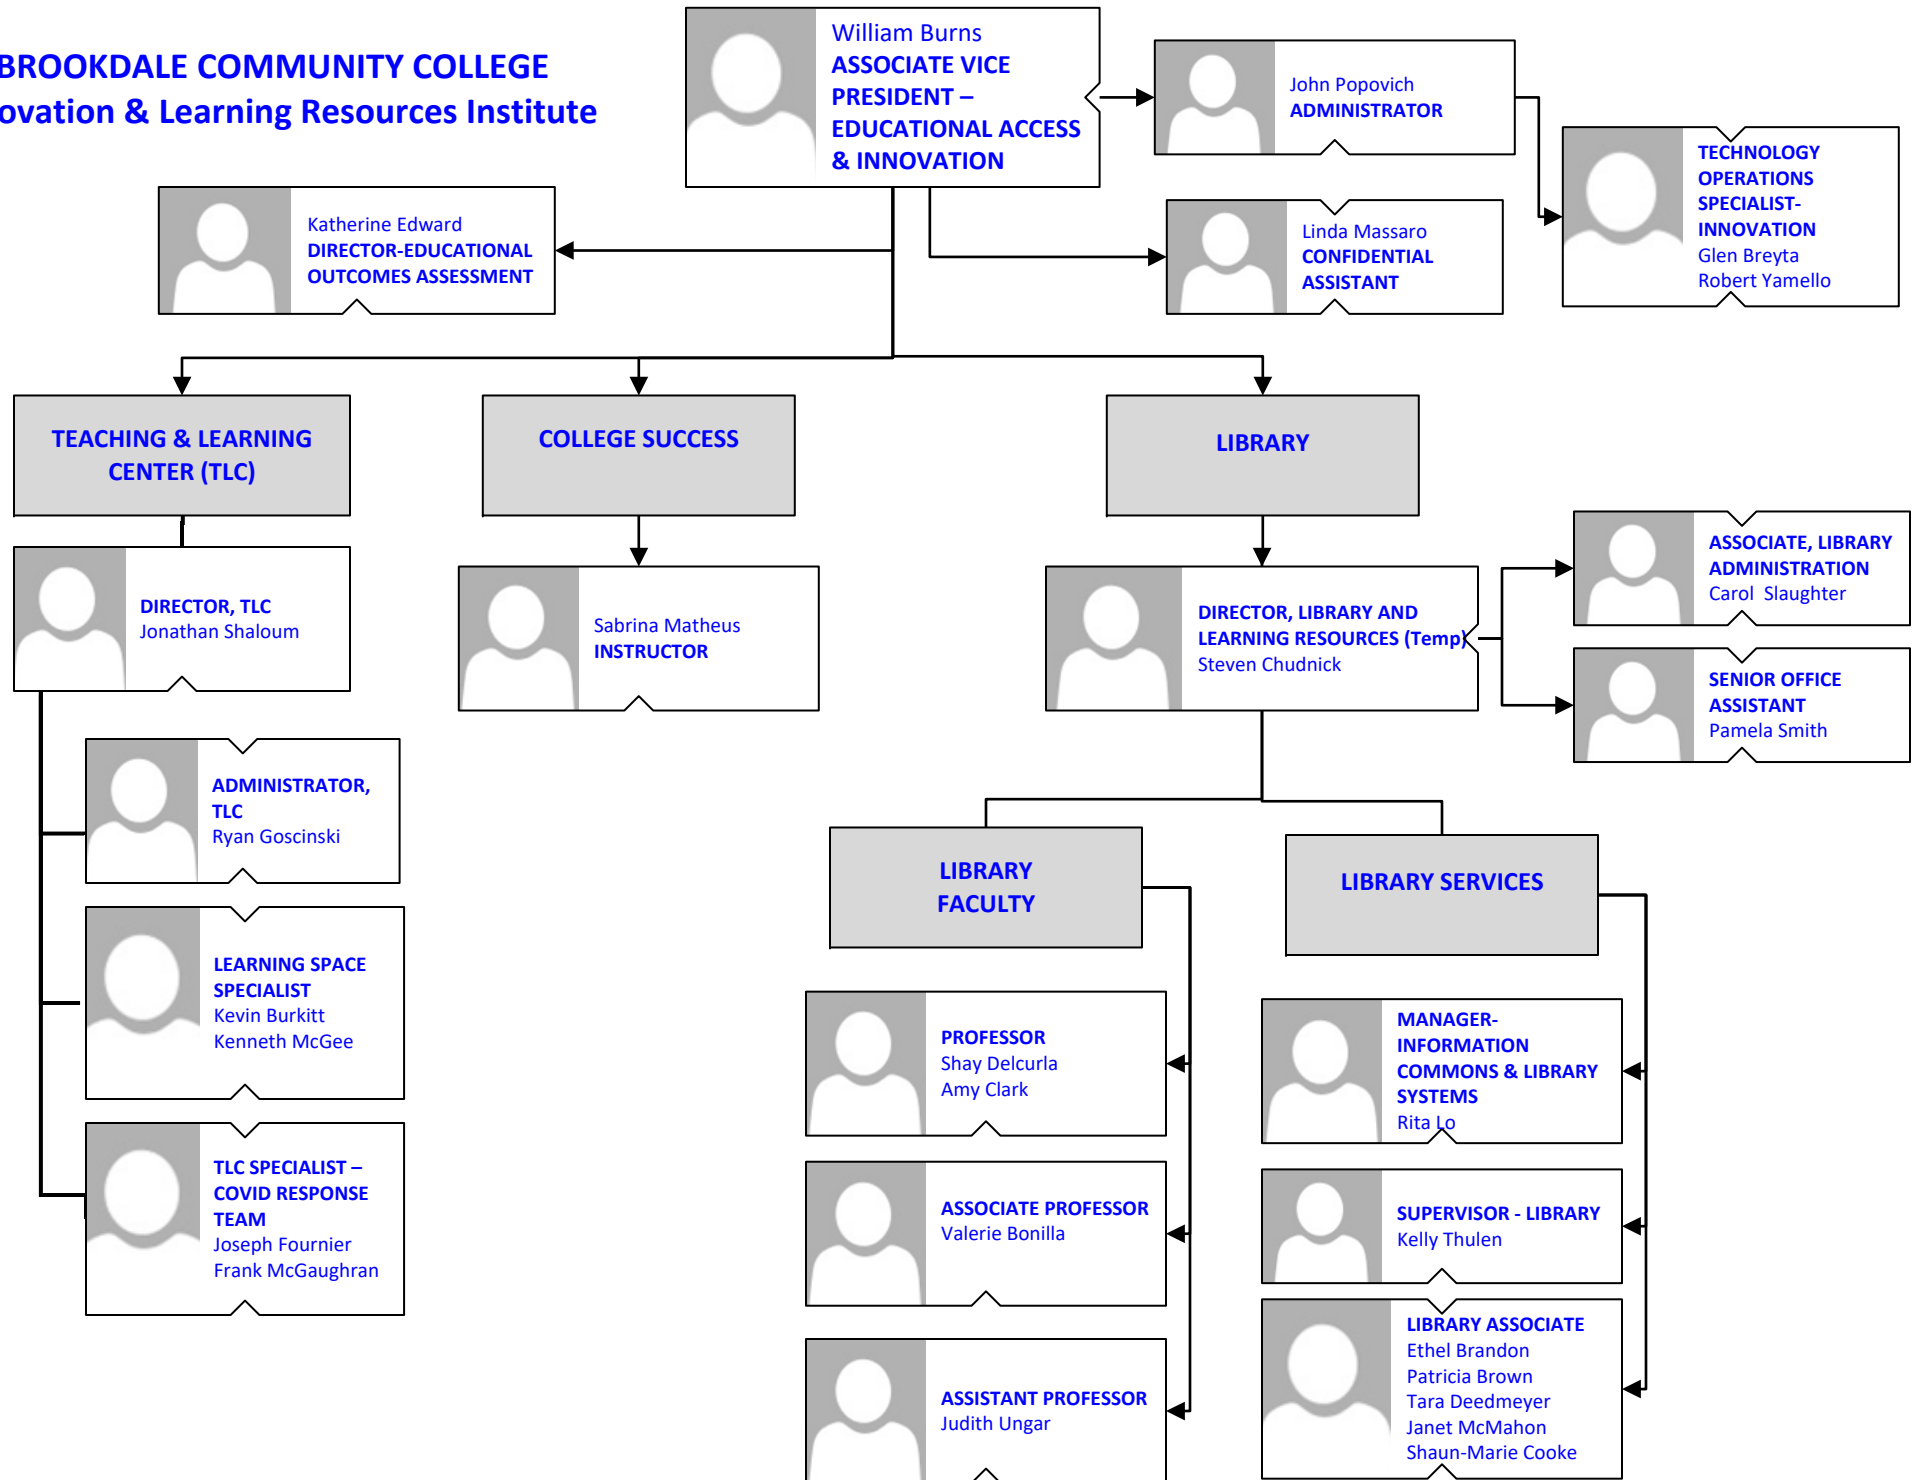 BROOKDALE COMMUNITY COLLEGE
ovation & Learning Resources Institute
William Burns
ASSOCIATE VICE
PRESIDENT –
EDUCATIONAL ACCESS
& INNOVATION
John Popovich
ADMINISTRATOR
TECHNOLOGY
OPERATIONS
SPECIALIST-
INNOVATION
Glen Breyta
Robert Yamello
Katherine Edward
DIRECTOR-EDUCATIONAL
OUTCOMES ASSESSMENT
Linda Massaro
CONFIDENTIAL
ASSISTANT
TEACHING & LEARNING
CENTER (TLC)
COLLEGE SUCCESS
LIBRARY
DIRECTOR, TLC
Jonathan Shaloum
Sabrina Matheus
INSTRUCTOR
DIRECTOR, LIBRARY AND
LEARNING RESOURCES (Temp)
Steven Chudnick
ASSOCIATE, LIBRARY
ADMINISTRATION
Carol  Slaughter
SENIOR OFFICE
ASSISTANT
Pamela Smith
ADMINISTRATOR,
TLC
Ryan Goscinski
LEARNING SPACE
SPECIALIST
Kevin Burkitt
Kenneth McGee
TLC SPECIALIST –
COVID RESPONSE
TEAM
Joseph Fournier
Frank McGaughran
LIBRARY
FACULTY
LIBRARY SERVICES
PROFESSOR
Shay Delcurla
Amy Clark
ASSOCIATE PROFESSOR
Valerie Bonilla
ASSISTANT PROFESSOR
Judith Ungar
MANAGER-
INFORMATION
COMMONS & LIBRARY
SYSTEMS
Rita Lo
SUPERVISOR - LIBRARY
Kelly Thulen
LIBRARY ASSOCIATE
Ethel Brandon
Patricia Brown
Tara Deedmeyer
Janet McMahon
Shaun-Marie Cooke